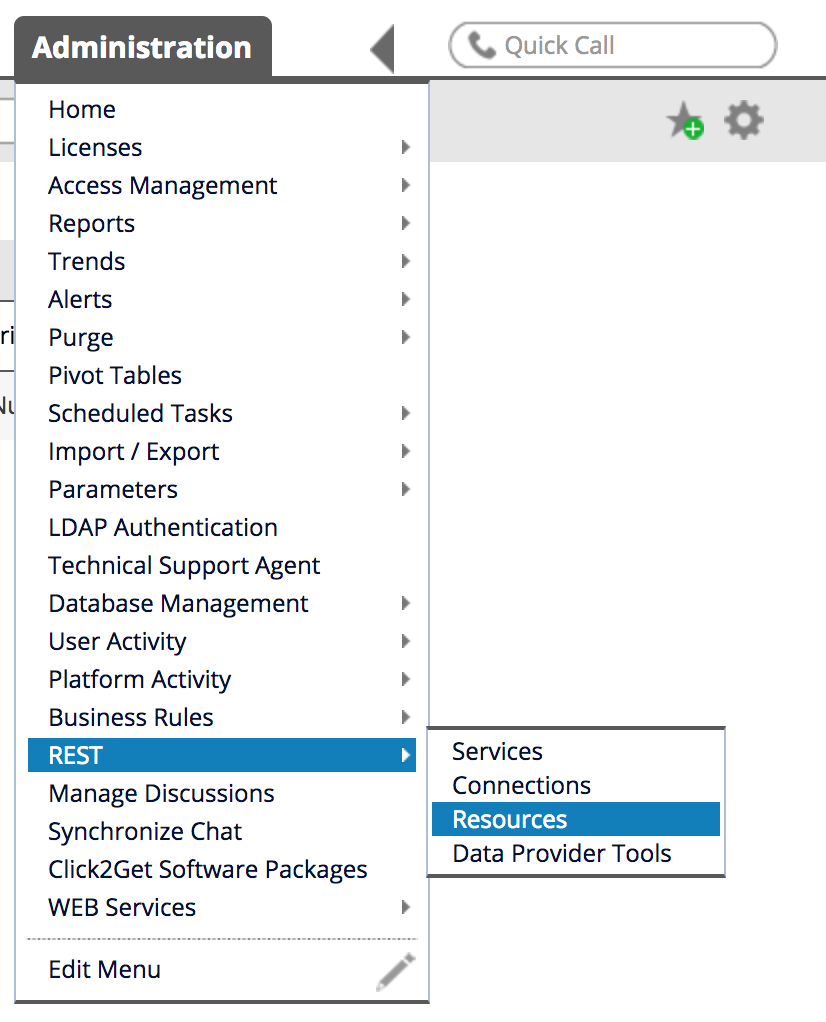 Administration
Quick Call
Home
Licenses
Access Management
Reports
Trends
Alerts
ri
Purge
Pivot Tables
Nu
Scheduled Tasks
Import / Export
Parameters
LDAP Authentication
Technical Support Agent
Database Management
User Activity
Platform Activity
Business Rules
REST
Services
Connections
Resources
Data Provider Tools
Manage Discussions
Synchronize Chat
Click2Get Software Packages
WEB Services
Edit Menu